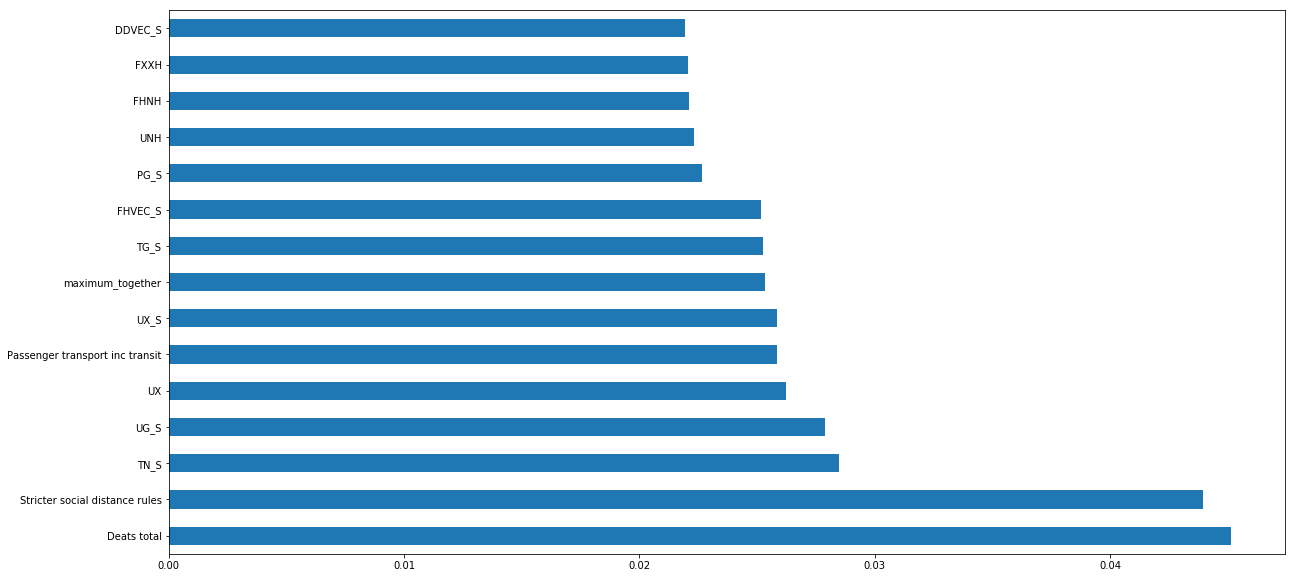 DDVEC_S
FXXH
FHNH
UNH
PG_S
FHVEC_S
TG_S
maximum_together
UX_S
Passenger transport inc transit
UX
UG_S
TN_S
Stricter social distance rules
Deats total
0.00 0.01 0.02 0.03 0.04